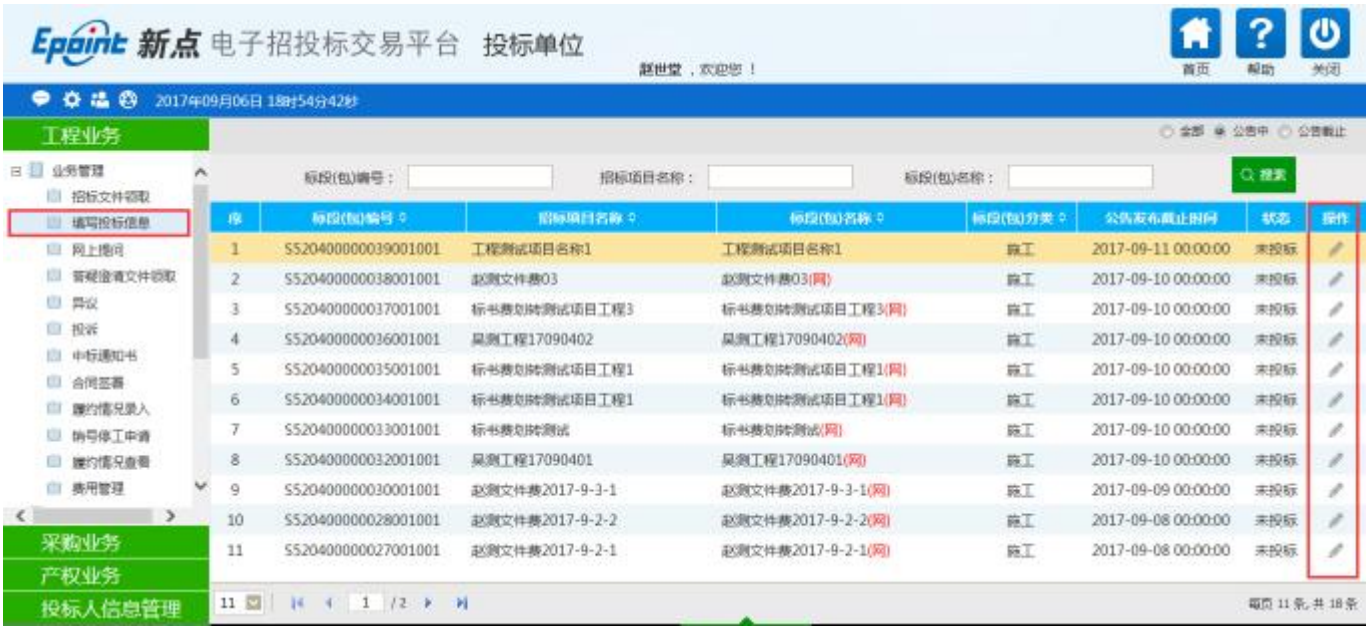 Epoint 新点 电子招投标交易平台 投标单位
赵世堂，欢迎您！
首页 帮助 关闭
2017年09月06日 18时54分42秒
工程业务
全部 公告中 公告截止
业务管理
招标文件领取
填写投标信息
网上提问
答疑澄清文件领取
异议
投诉
中标通知书
合同签署
履约情况录入
销号停工申请
履约情况查看
费用管理
采购业务
产权业务
投标人信息管理
标段(包)编号： 招标项目名称： 标段(包)名称： 搜索
序 标段(包)编号 招标项目名称 标段(包)名称 标段(包)分类 公告发布截止时间 状态 操作
1 S5204000000039001001 工程测试项目名称1 工程测试项目名称1 施工 2017-09-11 00:00:00 未投标
2 S5204000000038001001 赵测文件费03 赵测文件费03(网) 施工 2017-09-10 00:00:00 未投标
3 S5204000000037001001 标书费划转测试项目工程3 标书费划转测试项目工程3(网) 施工 2017-09-10 00:00:00 未投标
4 S5204000000036001001 吴测工程17090402 吴测工程17090402(网) 施工 2017-09-10 00:00:00 未投标
5 S5204000000035001001 标书费划转测试项目工程1 标书费划转测试项目工程1(网) 施工 2017-09-10 00:00:00 未投标
6 S5204000000034001001 标书费划转测试项目工程1 标书费划转测试项目工程1(网) 施工 2017-09-10 00:00:00 未投标
7 S5204000000033001001 标书费划转测试 标书费划转测试(网) 施工 2017-09-10 00:00:00 未投标
8 S5204000000032001001 吴测工程17090401 吴测工程17090401(网) 施工 2017-09-10 00:00:00 未投标
9 S5204000000030001001 赵测文件费2017-9-3-1 赵测文件费2017-9-3-1(网) 施工 2017-09-09 00:00:00 未投标
10 S5204000000028001001 赵测文件费2017-9-2-2 赵测文件费2017-9-2-2(网) 施工 2017-09-08 00:00:00 未投标
11 S5204000000027001001 赵测文件费2017-9-2-1 赵测文件费2017-9-2-1(网) 施工 2017-09-08 00:00:00 未投标
11 1 /2 每页 11 条, 共 18 条